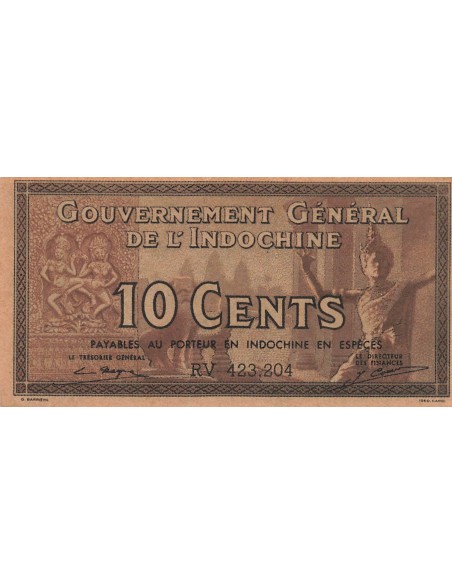 GOUVERNEMENT GÉNÉRAL
DE L'INDOCHINE
10 CENTS
PAYABLES AU PORTEUR EN INDOCHINE EN ESPÈCES
LE TRÉSORIER GÉNÉRAL
LE DIRECTEUR
DES FINANCES
RV 423.204